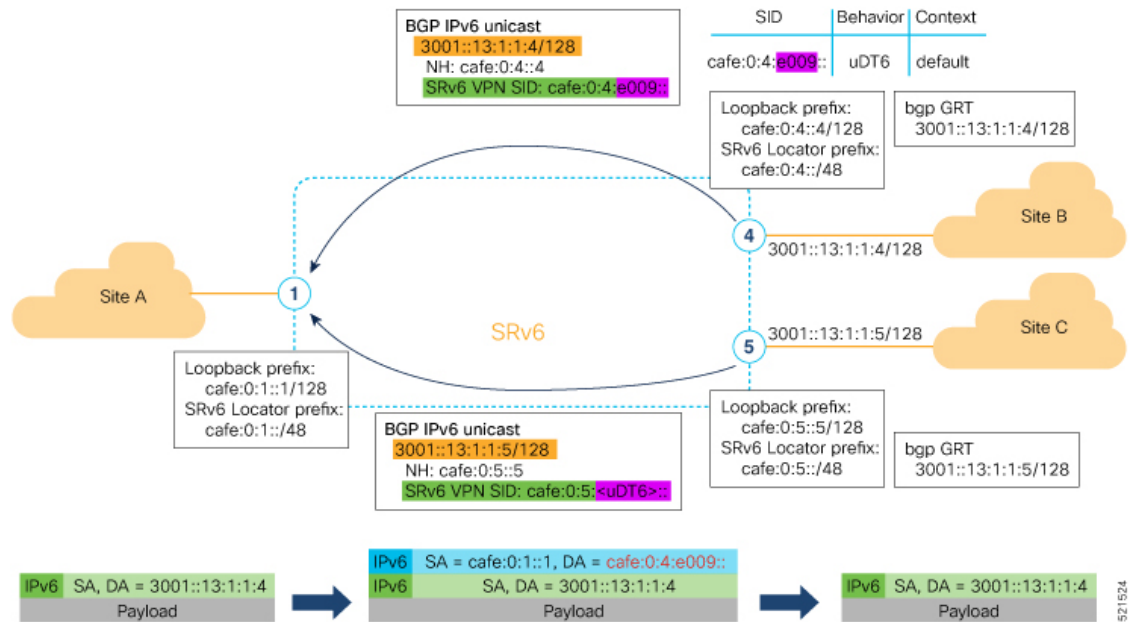 BGP IPv6 unicast
3001::13:1:1:4/128
NH: cafe:0:4::4
SRv6 VPN SID: cafe:0:4:e009::
SID Behavior Context
cafe:0:4:e009:: uDT6 default
Loopback prefix:
cafe:0:4::4/128
SRv6 Locator prefix:
cafe:0:4::/48
bgp GRT
3001::13:1:1:4/128
Site B
4
3001::13:1:1:4/128
Site A
1
SRv6
5
3001::13:1:1:5/128
Site C
Loopback prefix:
cafe:0:1::1/128
SRv6 Locator prefix:
cafe:0:1::/48
BGP IPv6 unicast
3001::13:1:1:5/128
NH: cafe:0:5::5
SRv6 VPN SID: cafe:0:5:<uDT6>::
Loopback prefix:
cafe:0:5::5/128
SRv6 Locator prefix:
cafe:0:5::/48
bgp GRT
3001::13:1:1:5/128
IPv6 SA, DA = 3001::13:1:1:4
Payload
IPv6 SA = cafe:0:1::1, DA = cafe:0:4:e009::
IPv6 SA, DA = 3001::13:1:1:4
Payload
IPv6 SA, DA = 3001::13:1:1:4
Payload
521524